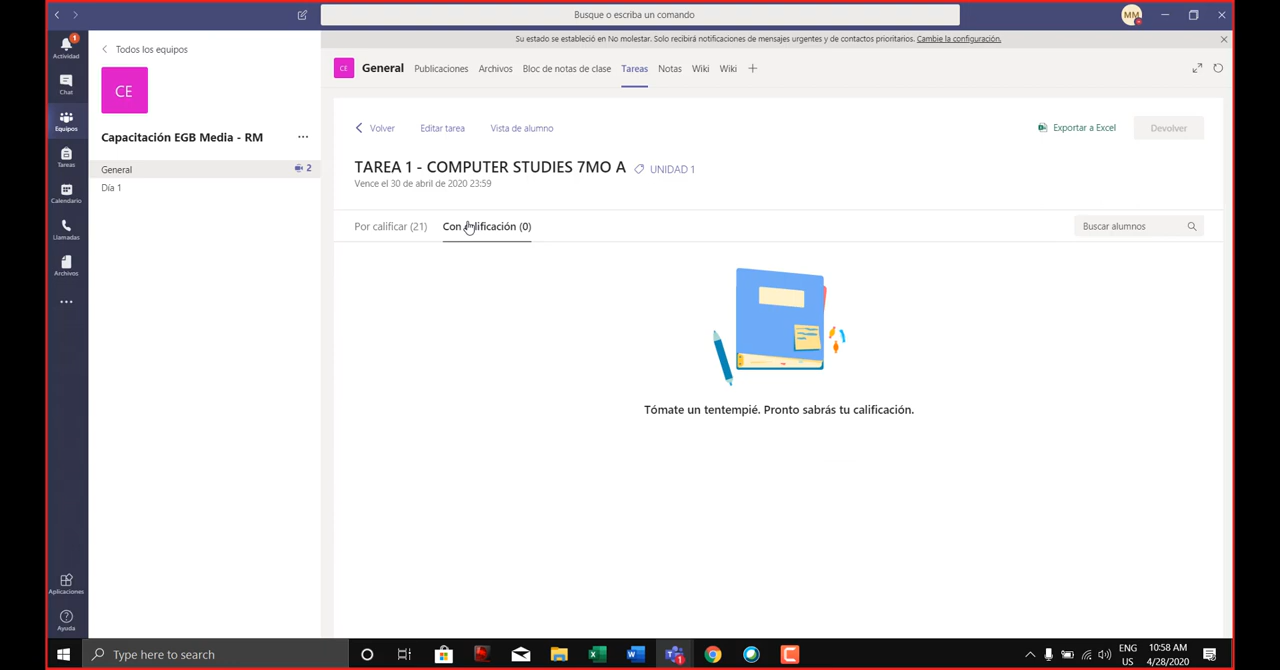 Busque o escriba un comando
MM
Su estado se estableció en No molestar. Solo recibirá notificaciones de mensajes urgentes y de contactos prioritarios. Cambie la configuración.
1
Actividad
Chat
Equipos
Tareas
Calendario
Llamadas
Archivos
Aplicaciones
Ayuda
Todos los equipos
CE
Capacitación EGB Media - RM
General
2
Día 1
CE
General
Publicaciones
Archivos
Bloc de notas de clase
Tareas
Notas
Wiki
Wiki
Volver
Editar tarea
Vista de alumno
Exportar a Excel
Devolver
TAREA 1 - COMPUTER STUDIES 7MO A
UNIDAD 1
Vence el 30 de abril de 2020 23:59
Por calificar (21)
Con calificación (0)
Buscar alumnos
Tómate un tentempié. Pronto sabrás tu calificación.
Type here to search
ENG
US
10:58 AM
4/28/2020